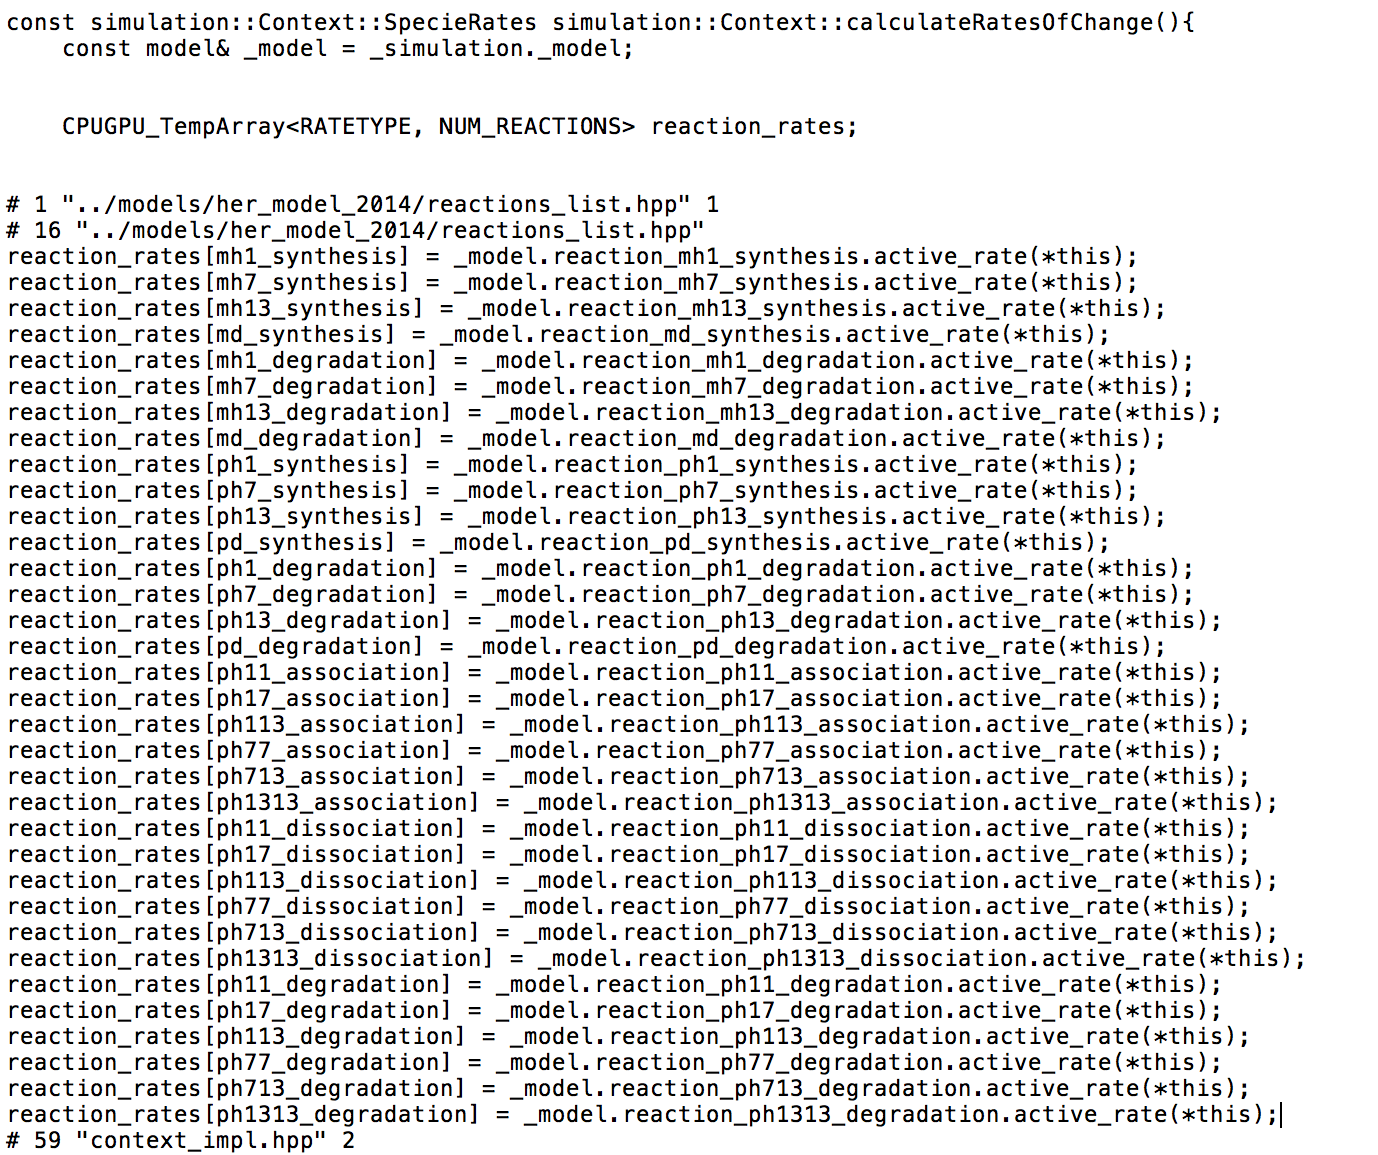 const simulation::Context::SpecieRates simulation::Context::calculateRatesOfChange(){
    const model& _model = _simulation._model;
    CPUGPU_TempArray<RATETYPE, NUM_REACTIONS> reaction_rates;
# 1 "../models/her_model_2014/reactions_list.hpp" 1
# 16 "../models/her_model_2014/reactions_list.hpp"
reaction_rates[mh1_synthesis] = _model.reaction_mh1_synthesis.active_rate(*this);
reaction_rates[mh7_synthesis] = _model.reaction_mh7_synthesis.active_rate(*this);
reaction_rates[mh13_synthesis] = _model.reaction_mh13_synthesis.active_rate(*this);
reaction_rates[md_synthesis] = _model.reaction_md_synthesis.active_rate(*this);
reaction_rates[mh1_degradation] = _model.reaction_mh1_degradation.active_rate(*this);
reaction_rates[mh7_degradation] = _model.reaction_mh7_degradation.active_rate(*this);
reaction_rates[mh13_degradation] = _model.reaction_mh13_degradation.active_rate(*this);
reaction_rates[md_degradation] = _model.reaction_md_degradation.active_rate(*this);
reaction_rates[ph1_synthesis] = _model.reaction_ph1_synthesis.active_rate(*this);
reaction_rates[ph7_synthesis] = _model.reaction_ph7_synthesis.active_rate(*this);
reaction_rates[ph13_synthesis] = _model.reaction_ph13_synthesis.active_rate(*this);
reaction_rates[pd_synthesis] = _model.reaction_pd_synthesis.active_rate(*this);
reaction_rates[ph1_degradation] = _model.reaction_ph1_degradation.active_rate(*this);
reaction_rates[ph7_degradation] = _model.reaction_ph7_degradation.active_rate(*this);
reaction_rates[ph13_degradation] = _model.reaction_ph13_degradation.active_rate(*this);
reaction_rates[pd_degradation] = _model.reaction_pd_degradation.active_rate(*this);
reaction_rates[ph11_association] = _model.reaction_ph11_association.active_rate(*this);
reaction_rates[ph17_association] = _model.reaction_ph17_association.active_rate(*this);
reaction_rates[ph113_association] = _model.reaction_ph113_association.active_rate(*this);
reaction_rates[ph77_association] = _model.reaction_ph77_association.active_rate(*this);
reaction_rates[ph713_association] = _model.reaction_ph713_association.active_rate(*this);
reaction_rates[ph1313_association] = _model.reaction_ph1313_association.active_rate(*this);
reaction_rates[ph11_dissociation] = _model.reaction_ph11_dissociation.active_rate(*this);
reaction_rates[ph17_dissociation] = _model.reaction_ph17_dissociation.active_rate(*this);
reaction_rates[ph113_dissociation] = _model.reaction_ph113_dissociation.active_rate(*this);
reaction_rates[ph77_dissociation] = _model.reaction_ph77_dissociation.active_rate(*this);
reaction_rates[ph713_dissociation] = _model.reaction_ph713_dissociation.active_rate(*this);
reaction_rates[ph1313_dissociation] = _model.reaction_ph1313_dissociation.active_rate(*this);
reaction_rates[ph11_degradation] = _model.reaction_ph11_degradation.active_rate(*this);
reaction_rates[ph17_degradation] = _model.reaction_ph17_degradation.active_rate(*this);
reaction_rates[ph113_degradation] = _model.reaction_ph113_degradation.active_rate(*this);
reaction_rates[ph77_degradation] = _model.reaction_ph77_degradation.active_rate(*this);
reaction_rates[ph713_degradation] = _model.reaction_ph713_degradation.active_rate(*this);
reaction_rates[ph1313_degradation] = _model.reaction_ph1313_degradation.active_rate(*this);
# 59 "context_impl.hpp" 2